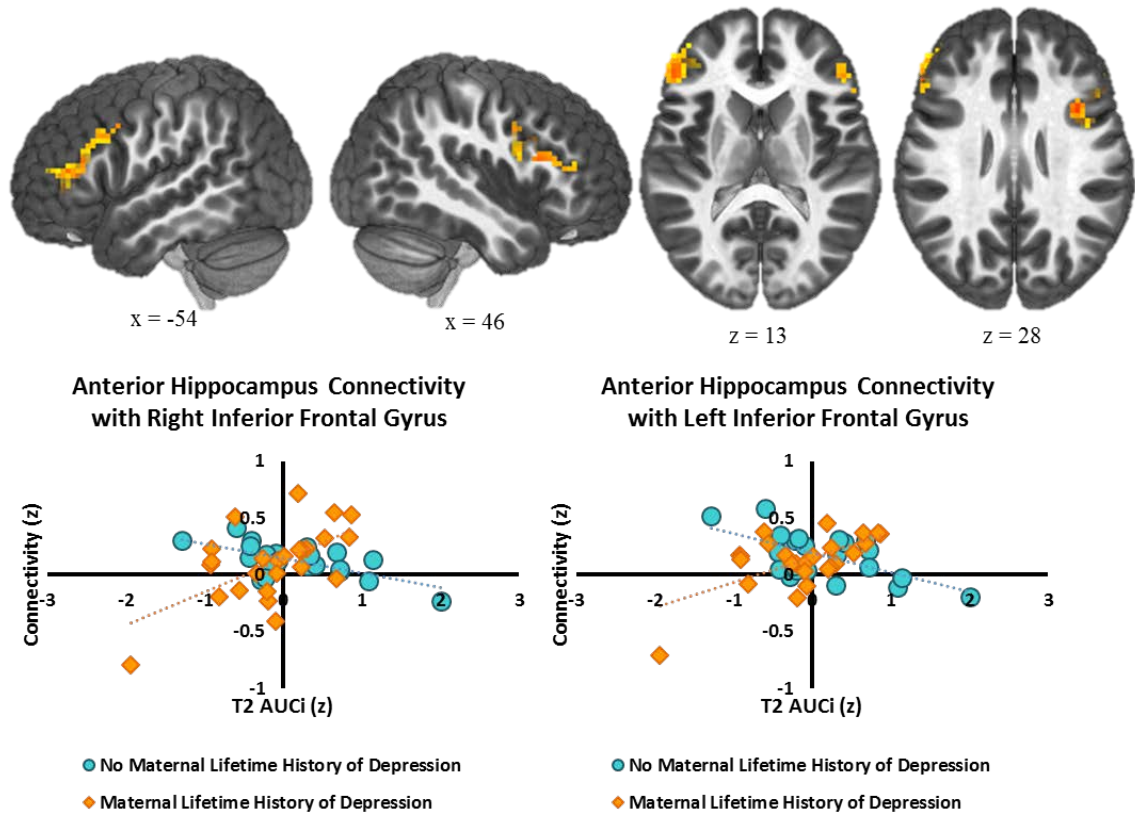 x = -54
x = 46
z = 13
z = 28
Anterior Hippocampus Connectivity
with Right Inferior Frontal Gyrus
Anterior Hippocampus Connectivity
with Left Inferior Frontal Gyrus
Connectivity (z)
1
0.5
0
-0.5
-1
-3
-2
-1
0
1
2
3
T2 AUCi (z)
Connectivity (z)
1
0.5
0
-0.5
-1
-3
-2
-1
0
1
2
3
T2 AUCi (z)
No Maternal Lifetime History of Depression
Maternal Lifetime History of Depression
No Maternal Lifetime History of Depression
Maternal Lifetime History of Depression